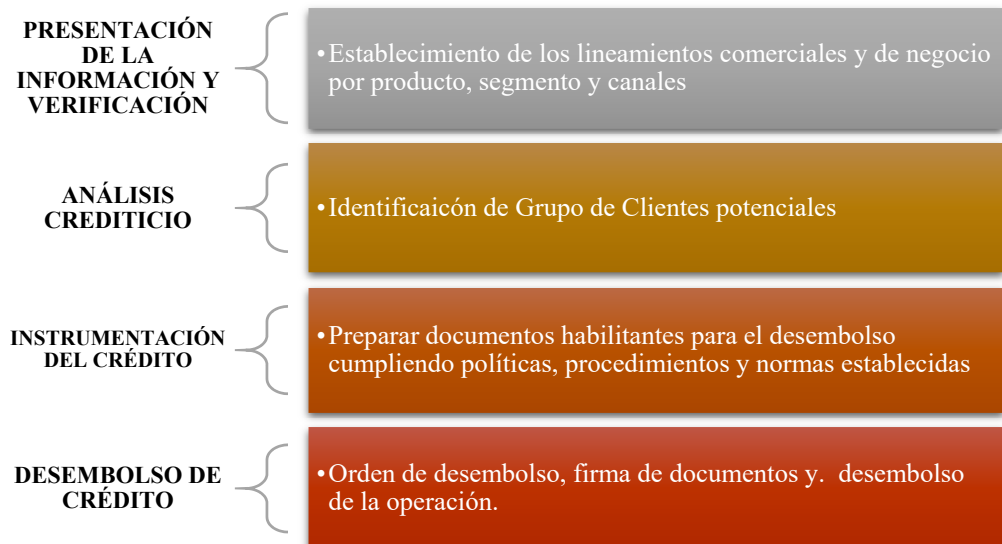 PRESENTACIÓN
DE LA
INFORMACIÓN Y
VERIFICACIÓN
•Establecimiento de los lineamientos comerciales y de negocio
por producto, segmento y canales
ANÁLISIS
CREDITICIO
•Identificaicón de Grupo de Clientes potenciales
INSTRUMENTACIÓN
DEL CRÉDITO
•Preparar documentos habilitantes para el desembolso
cumpliendo políticas, procedimientos y normas establecidas
DESEMBOLSO DE
CRÉDITO
•Orden de desembolso, firma de documentos y. desembolso
de la operación.